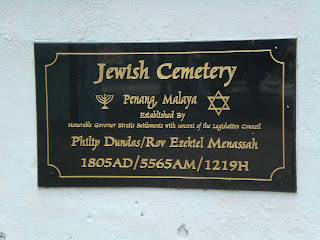 Jewish Cemetery
Penang, Malaya
Established By
Honorable Governor Straits Settlements with consent of the Legislative Council
Philip Dundas/Rov Ezekiel Menassah
1805AD/5565AM/1219H